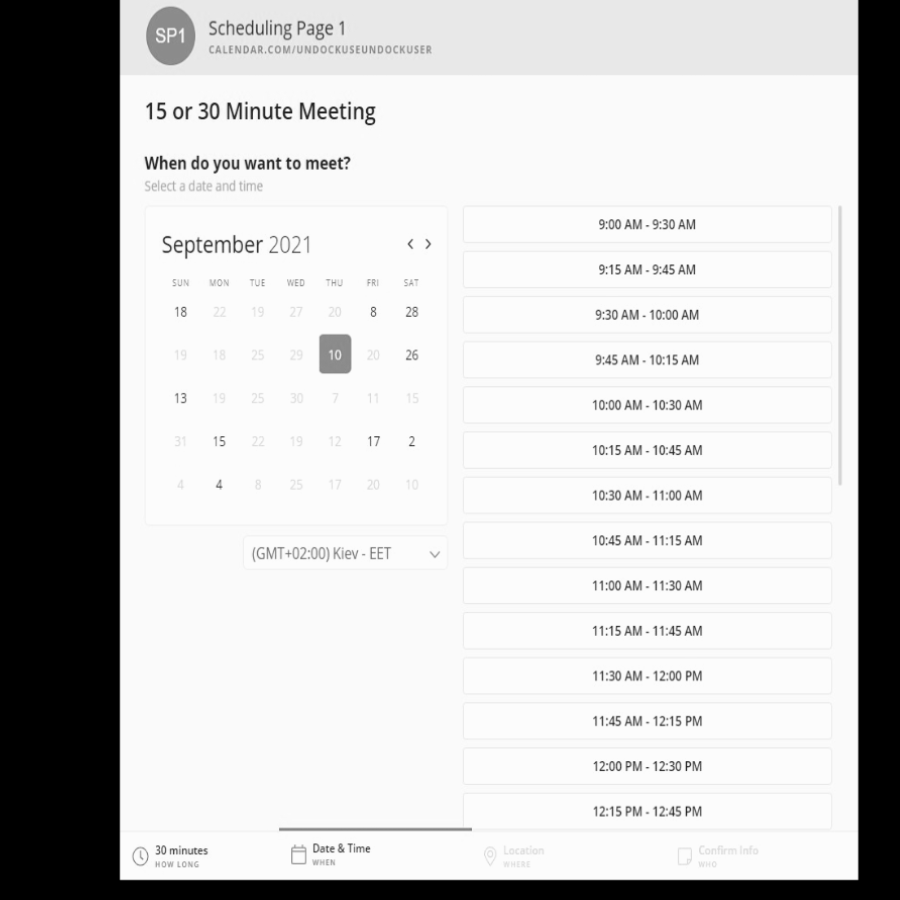 SP1
Scheduling Page 1
CALENDAR.COM/UNDOCKUSEUNDOCKUSER
15 or 30 Minute Meeting
When do you want to meet?
Select a date and time
September 2021
SUN MON TUE WED THU FRI SAT
18 22 19 27 20 8 28
19 18 25 29 10 20 26
13 19 25 30 7 11 15
31 15 22 19 12 17 2
4 4 8 25 17 20 10
(GMT+02:00) Kiev - EET
9:00 AM - 9:30 AM
9:15 AM - 9:45 AM
9:30 AM - 10:00 AM
9:45 AM - 10:15 AM
10:00 AM - 10:30 AM
10:15 AM - 10:45 AM
10:30 AM - 11:00 AM
10:45 AM - 11:15 AM
11:00 AM - 11:30 AM
11:15 AM - 11:45 AM
11:30 AM - 12:00 PM
11:45 AM - 12:15 PM
12:00 PM - 12:30 PM
12:15 PM - 12:45 PM
30 minutes
HOW LONG
Date & Time
WHEN
Location
WHERE
Confirm Info
WHO